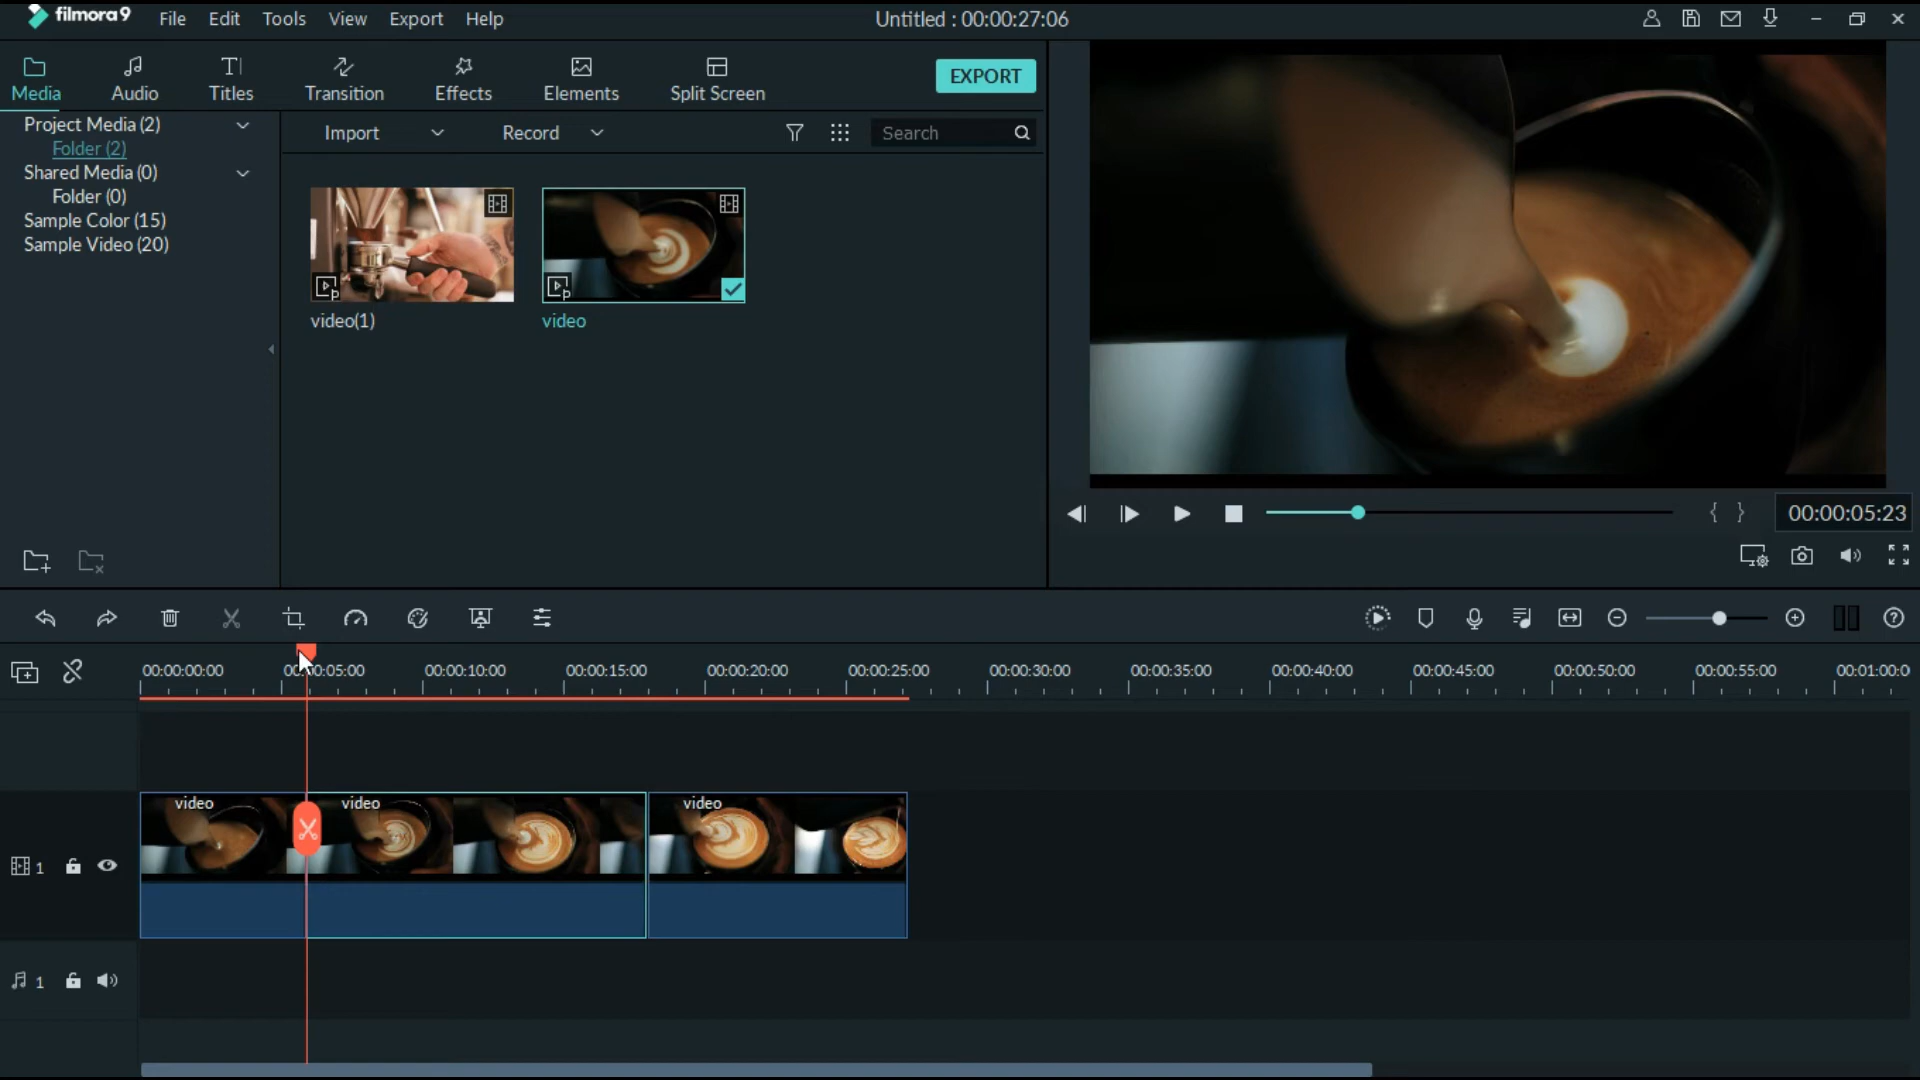 filmora9 File Edit Tools View Export Help Untitled : 00:00:27:06
Media Audio Titles Transition Effects Elements Split Screen EXPORT
Project Media (2)
Folder (2)
Shared Media (0)
Folder (0)
Sample Color (15)
Sample Video (20)
Import Record Search
video(1) video
00:00:05:23
00:00:00:00 00:00:05:00 00:00:10:00 00:00:15:00 00:00:20:00 00:00:25:00 00:00:30:00 00:00:35:00 00:00:40:00 00:00:45:00 00:00:50:00 00:00:55:00 00:01:00:0
video video video
1
1